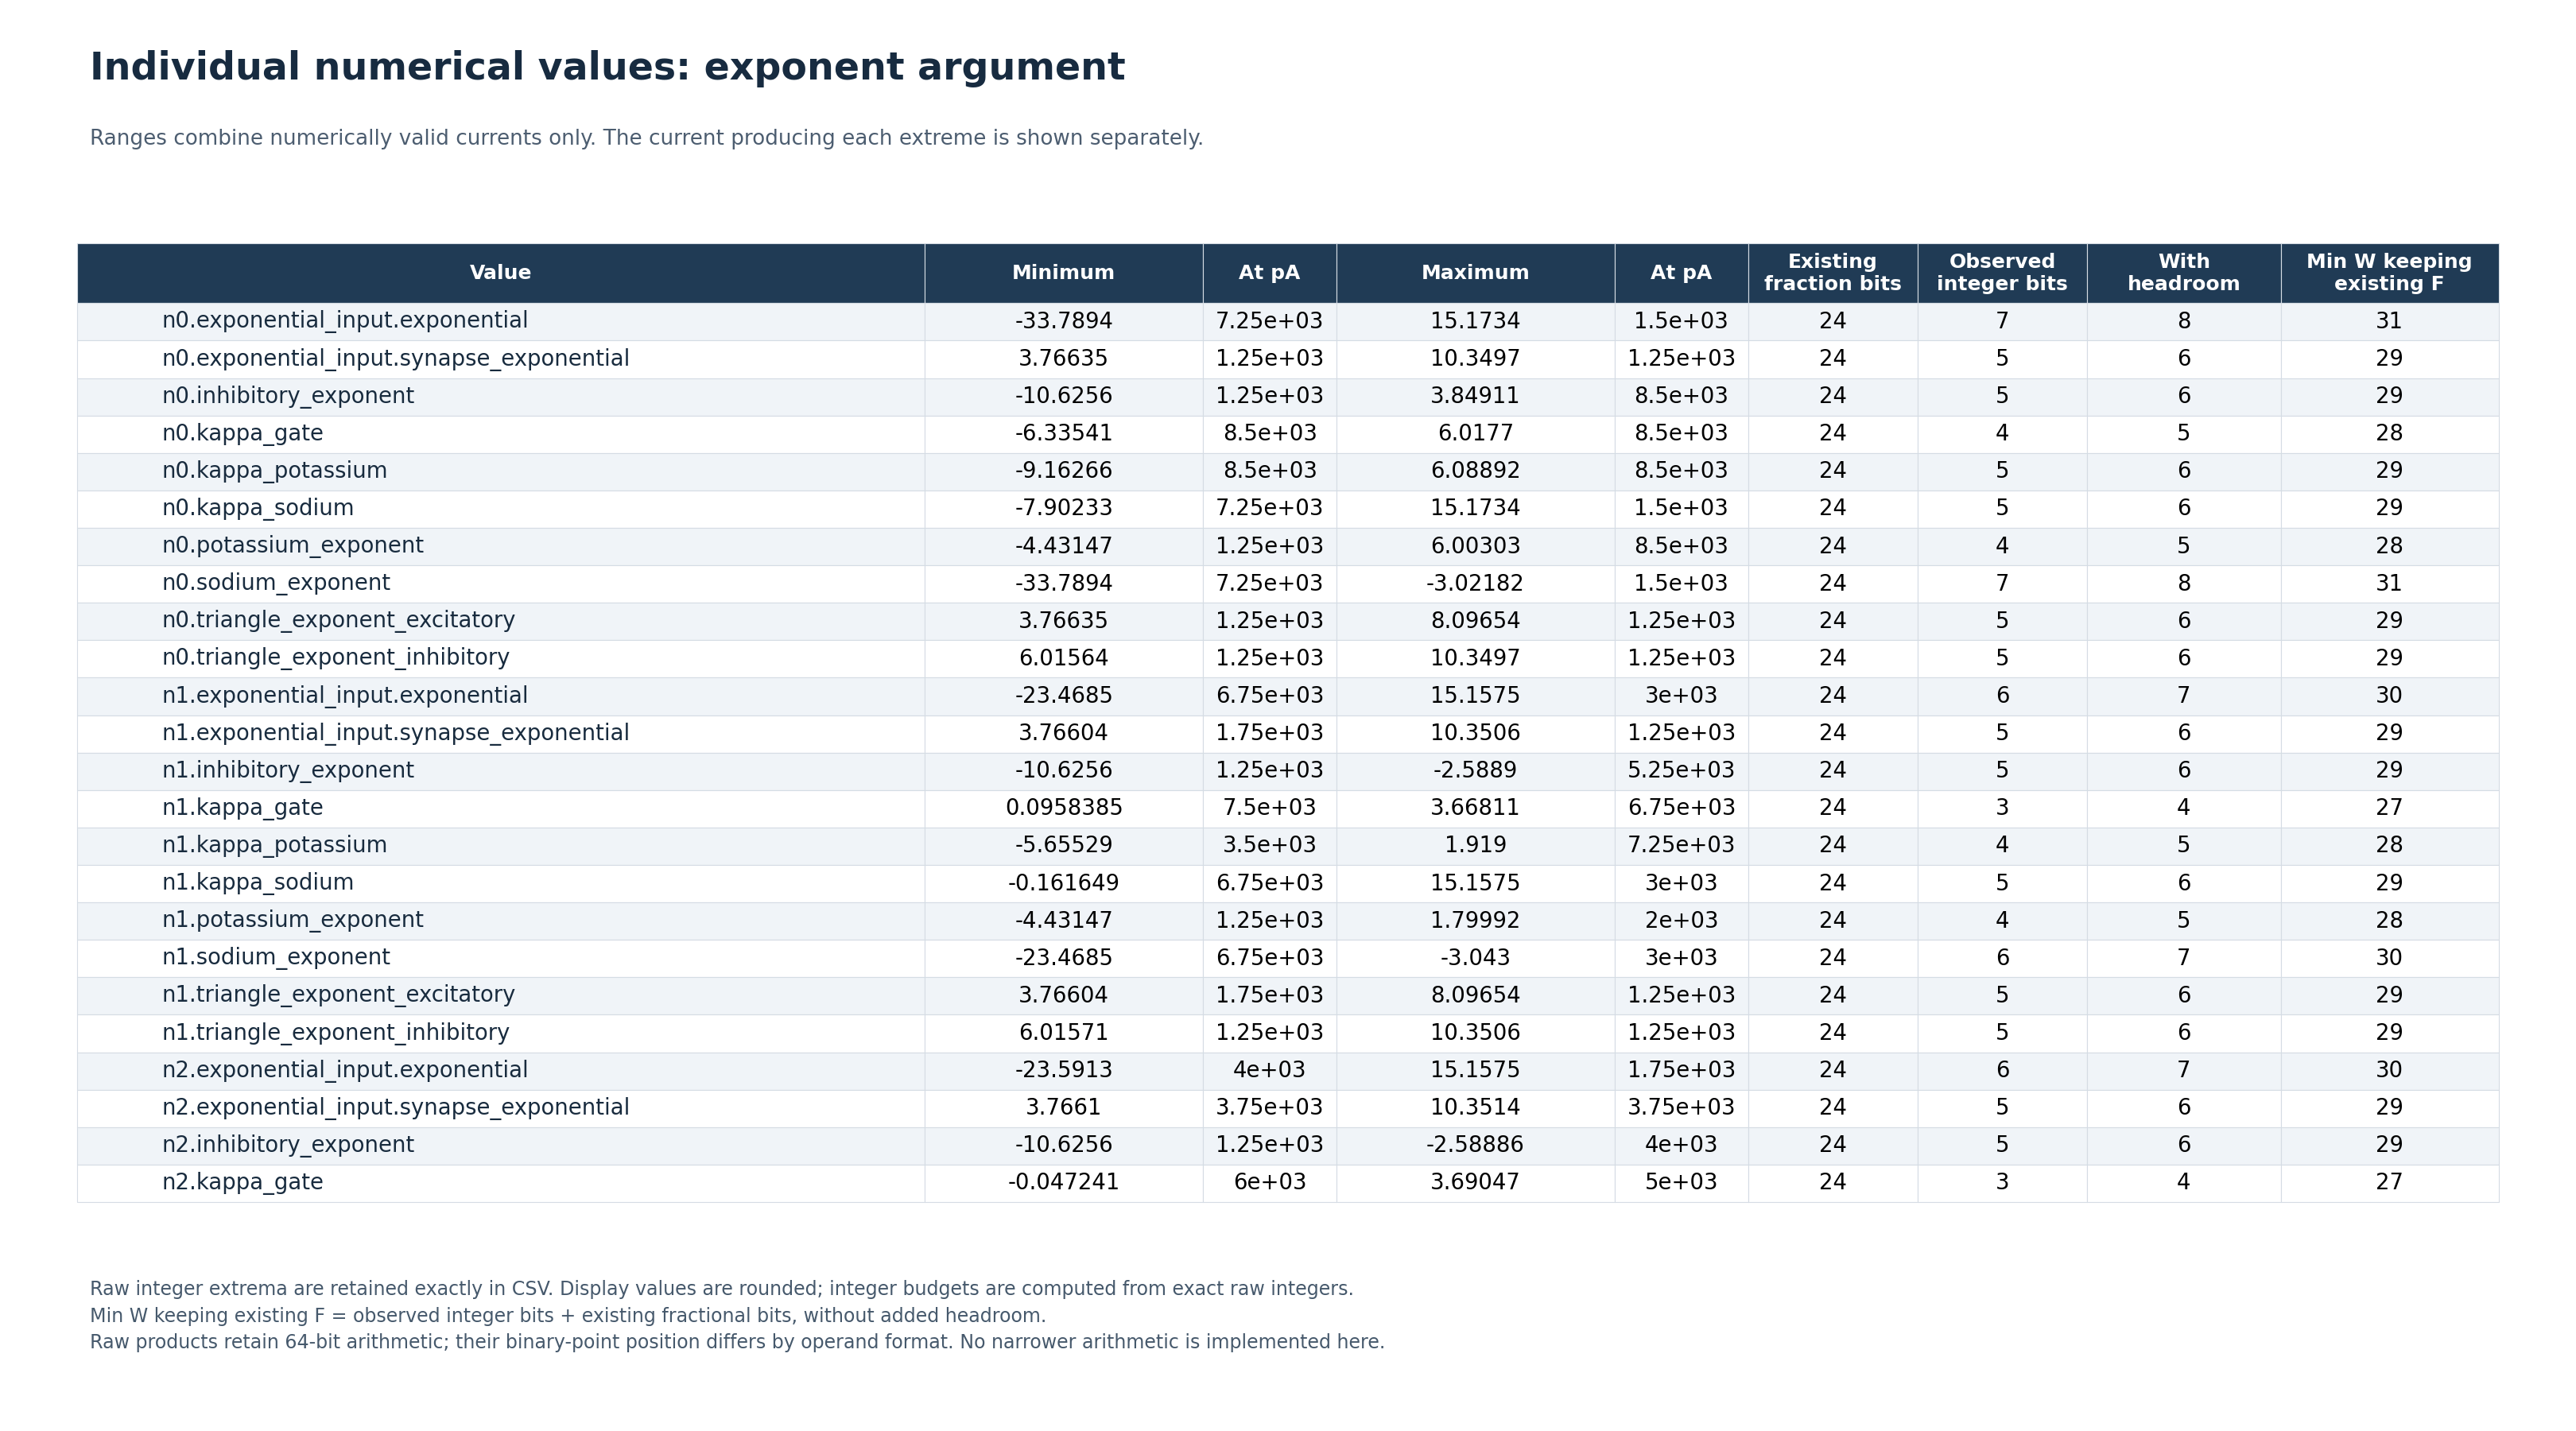 Individual numerical values: exponent argument
Ranges combine numerically valid currents only. The current producing each extreme is shown separately.
Value Minimum At pA Maximum At pA Existing fraction bits Observed integer bits With headroom Min W keeping existing F
n0.exponential_input.exponential -33.7894 7.25e+03 15.1734 1.5e+03 24 7 8 31
n0.exponential_input.synapse_exponential 3.76635 1.25e+03 10.3497 1.25e+03 24 5 6 29
n0.inhibitory_exponent -10.6256 1.25e+03 3.84911 8.5e+03 24 5 6 29
n0.kappa_gate -6.33541 8.5e+03 6.0177 8.5e+03 24 4 5 28
n0.kappa_potassium -9.16266 8.5e+03 6.08892 8.5e+03 24 5 6 29
n0.kappa_sodium -7.90233 7.25e+03 15.1734 1.5e+03 24 5 6 29
n0.potassium_exponent -4.43147 1.25e+03 6.00303 8.5e+03 24 4 5 28
n0.sodium_exponent -33.7894 7.25e+03 -3.02182 1.5e+03 24 7 8 31
n0.triangle_exponent_excitatory 3.76635 1.25e+03 8.09654 1.25e+03 24 5 6 29
n0.triangle_exponent_inhibitory 6.01564 1.25e+03 10.3497 1.25e+03 24 5 6 29
n1.exponential_input.exponential -23.4685 6.75e+03 15.1575 3e+03 24 6 7 30
n1.exponential_input.synapse_exponential 3.76604 1.75e+03 10.3506 1.25e+03 24 5 6 29
n1.inhibitory_exponent -10.6256 1.25e+03 -2.5889 5.25e+03 24 5 6 29
n1.kappa_gate 0.0958385 7.5e+03 3.66811 6.75e+03 24 3 4 27
n1.kappa_potassium -5.65529 3.5e+03 1.919 7.25e+03 24 4 5 28
n1.kappa_sodium -0.161649 6.75e+03 15.1575 3e+03 24 5 6 29
n1.potassium_exponent -4.43147 1.25e+03 1.79992 2e+03 24 4 5 28
n1.sodium_exponent -23.4685 6.75e+03 -3.043 3e+03 24 6 7 30
n1.triangle_exponent_excitatory 3.76604 1.75e+03 8.09654 1.25e+03 24 5 6 29
n1.triangle_exponent_inhibitory 6.01571 1.25e+03 10.3506 1.25e+03 24 5 6 29
n2.exponential_input.exponential -23.5913 4e+03 15.1575 1.75e+03 24 6 7 30
n2.exponential_input.synapse_exponential 3.7661 3.75e+03 10.3514 3.75e+03 24 5 6 29
n2.inhibitory_exponent -10.6256 1.25e+03 -2.58886 4e+03 24 5 6 29
n2.kappa_gate -0.047241 6e+03 3.69047 5e+03 24 3 4 27
Raw integer extrema are retained exactly in CSV. Display values are rounded; integer budgets are computed from exact raw integers.
Min W keeping existing F = observed integer bits + existing fractional bits, without added headroom.
Raw products retain 64-bit arithmetic; their binary-point position differs by operand format. No narrower arithmetic is implemented here.